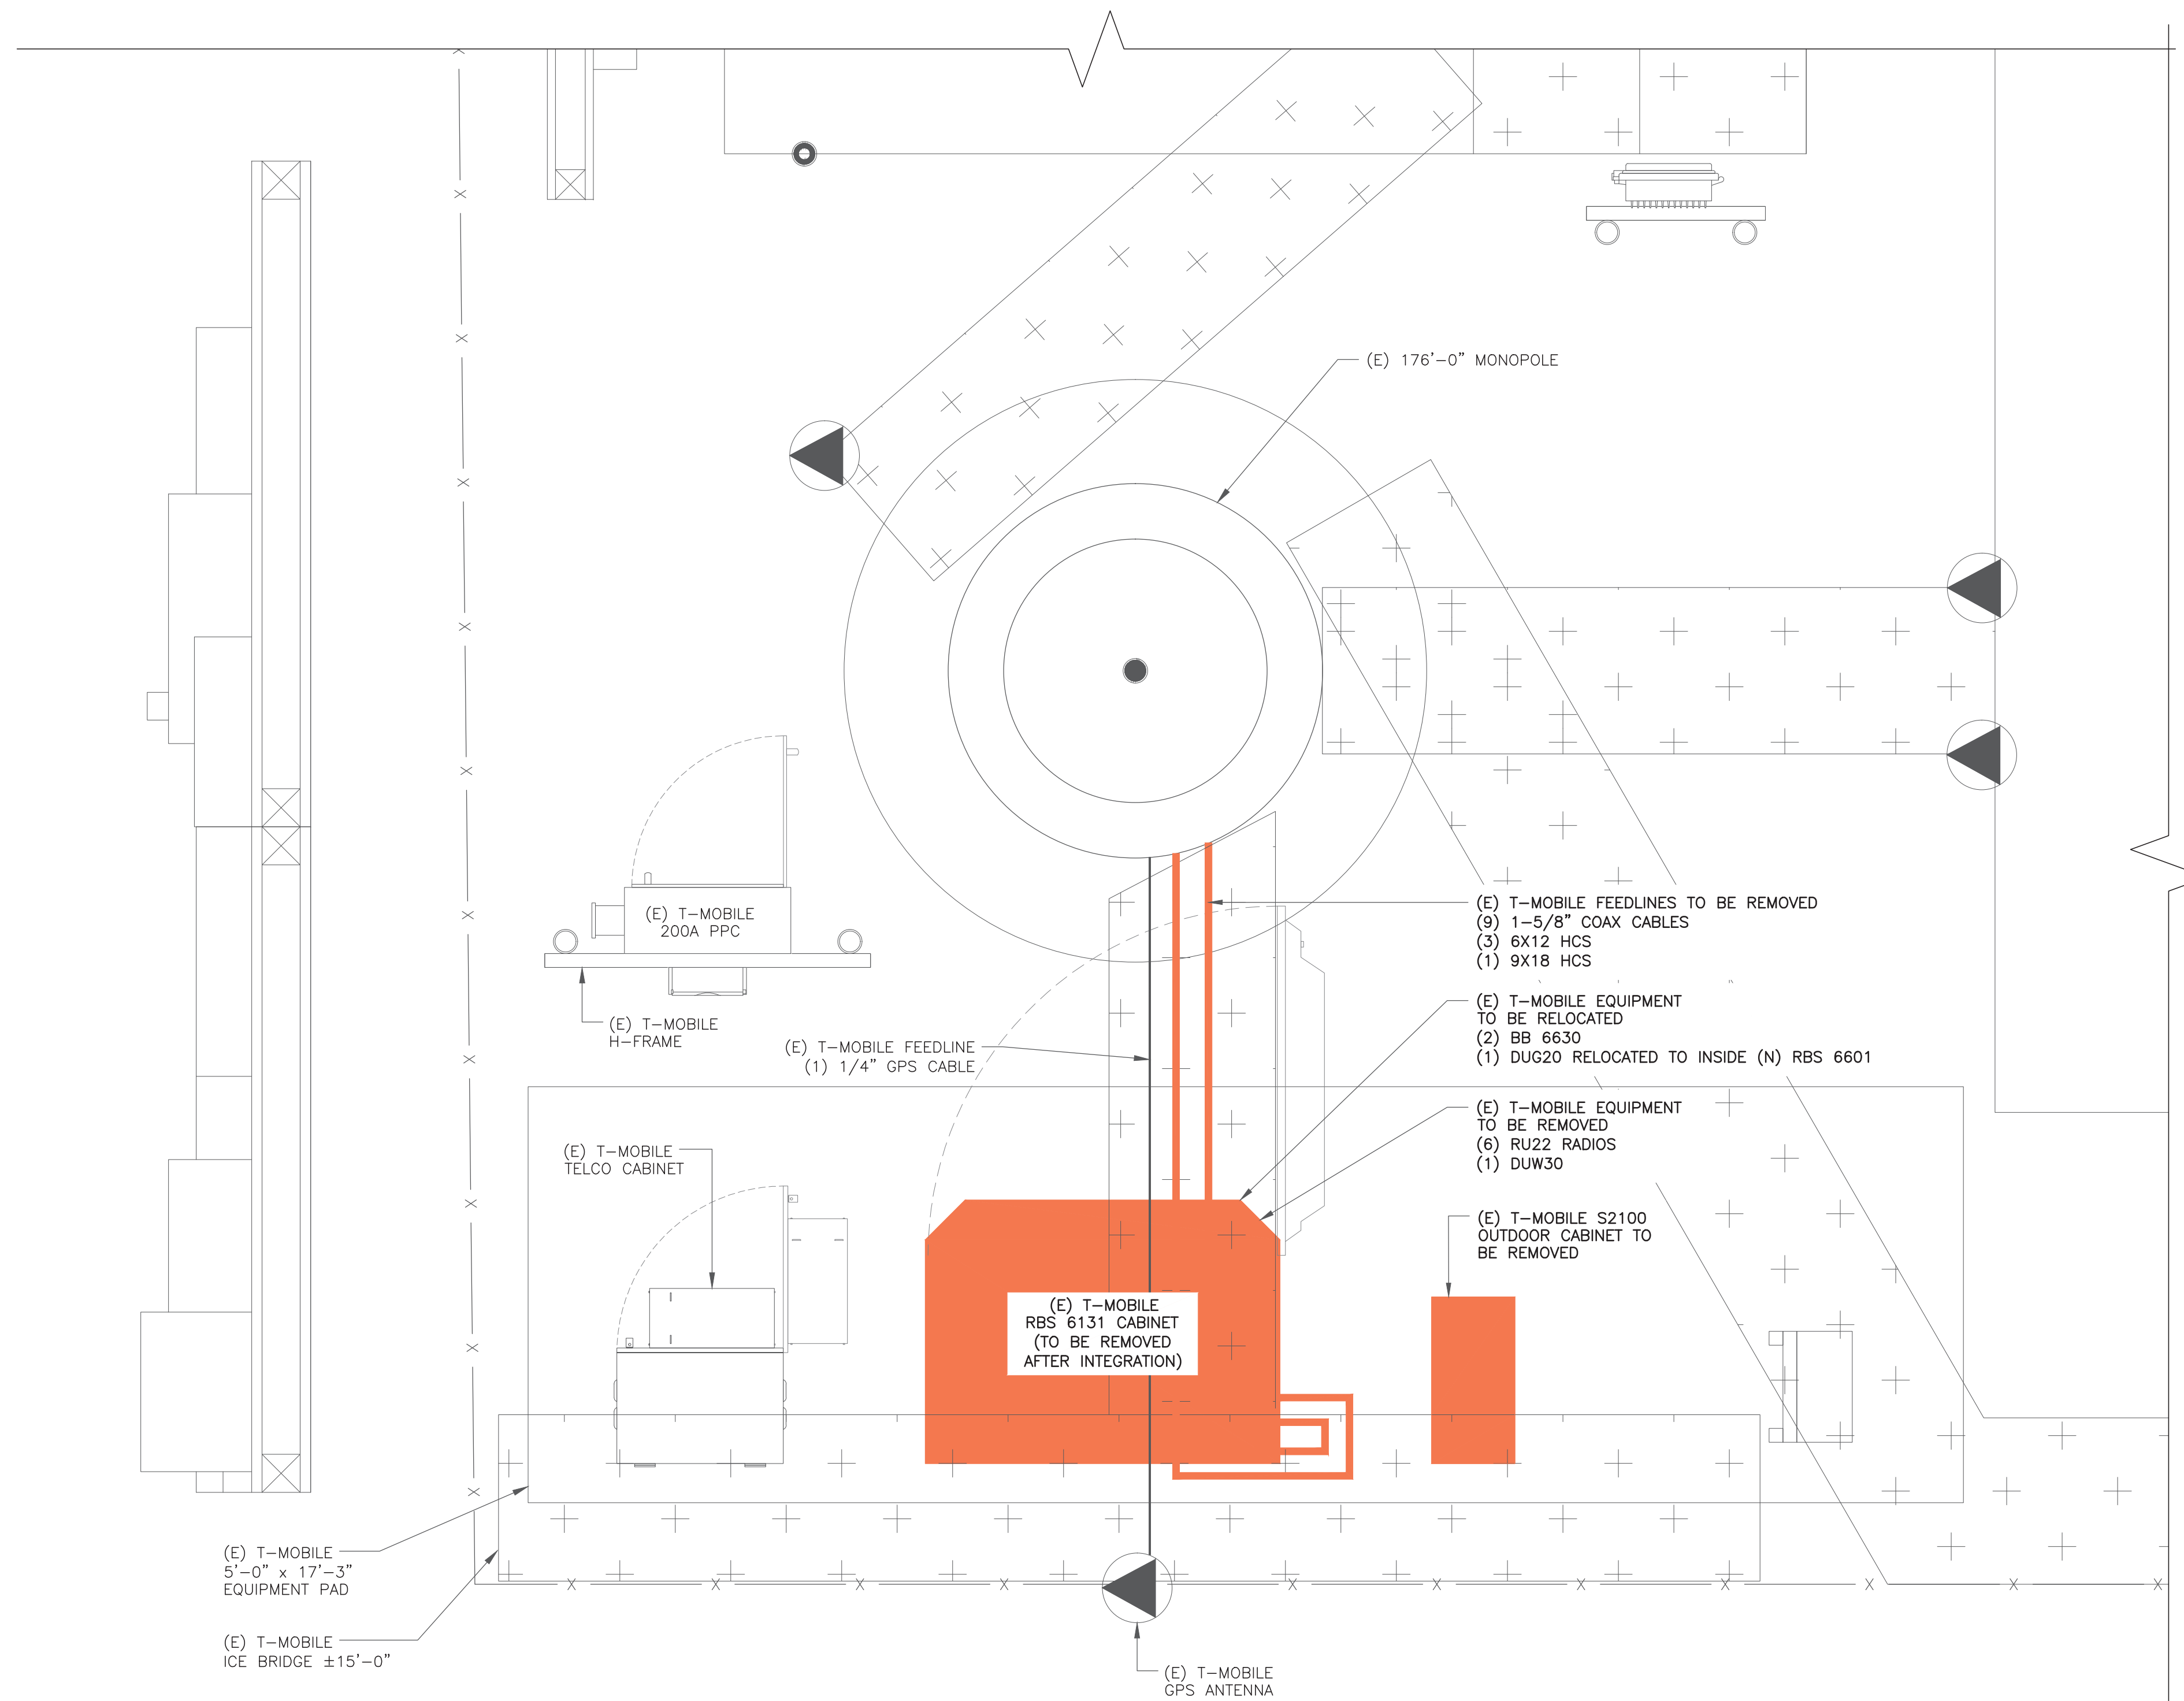 (E) 176'-0" MONOPOLE
(E) T-MOBILE
200A PPC
(E) T-MOBILE FEEDLINES TO BE REMOVED
(9) 1-5/8" COAX CABLES
(3) 6X12 HCS
(1) 9X18 HCS
(E) T-MOBILE
H-FRAME
(E) T-MOBILE FEEDLINE
(1) 1/4" GPS CABLE
(E) T-MOBILE EQUIPMENT
TO BE RELOCATED
(2) BB 6630
(1) DUG20 RELOCATED TO INSIDE (N) RBS 6601
(E) T-MOBILE EQUIPMENT
TO BE REMOVED
(6) RU22 RADIOS
(1) DUW30
(E) T-MOBILE
TELCO CABINET
(E) T-MOBILE S2100
OUTDOOR CABINET TO
BE REMOVED
(E) T-MOBILE
RBS 6131 CABINET
(TO BE REMOVED
AFTER INTEGRATION)
(E) T-MOBILE
5'-0" x 17'-3"
EQUIPMENT PAD
(E) T-MOBILE
ICE BRIDGE ±15'-0"
(E) T-MOBILE
GPS ANTENNA